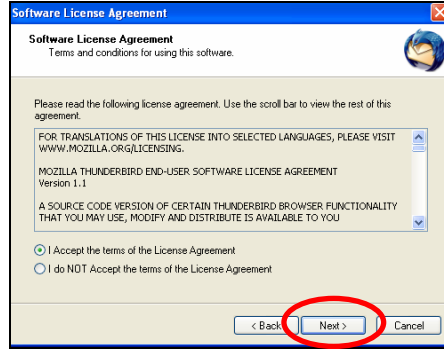 Software License Agreement
Software License Agreement
Terms and conditions for using this software.
Please read the following license agreement. Use the scroll bar to view the rest of this
agreement.
FOR TRANSLATIONS OF THIS LICENSE INTO SELECTED LANGUAGES, PLEASE VISIT
WWW.MOZILLA.ORG/LICENSING.
MOZILLA THUNDERBIRD END-USER SOFTWARE LICENSE AGREEMENT
Version 1.1
A SOURCE CODE VERSION OF CERTAIN THUNDERBIRD BROWSER FUNCTIONALITY
THAT YOU MAY USE, MODIFY AND DISTRIBUTE IS AVAILABLE TO YOU
I Accept the terms of the License Agreement
I do NOT Accept the terms of the License Agreement
< Back Next > Cancel